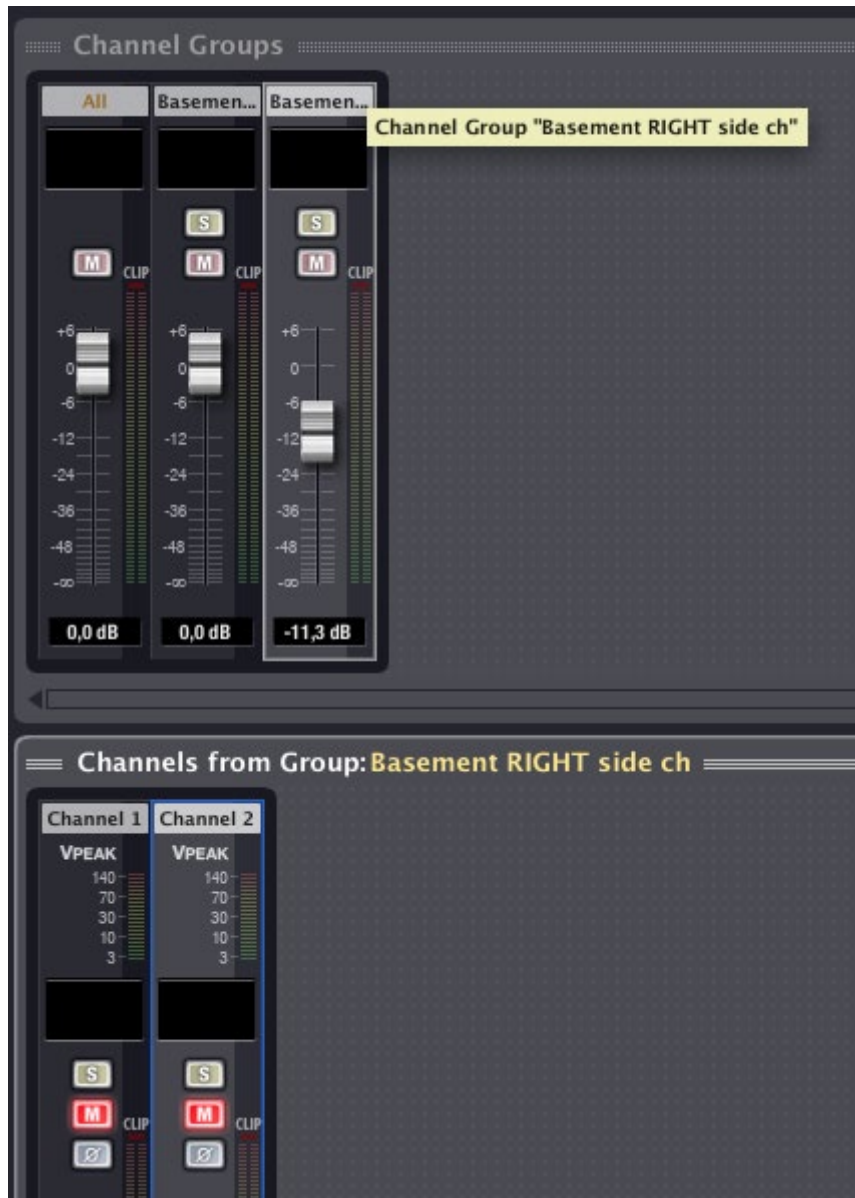 Channel Groups
All Basemen... Basemen...
Channel Group "Basement RIGHT side ch"
S S
M CLIP M CLIP M CLIP
+6 +6 +6
0 0 0
-6 -6 -6
-12 -12 -12
-24 -24 -24
-36 -36 -36
-48 -48 -48
-∞ -∞ -∞
0,0 dB 0,0 dB -11,3 dB
Channels from Group: Basement RIGHT side ch
Channel 1 Channel 2
VPEAK VPEAK
140 140
70 70
30 30
10 10
3 3
S S
M CLIP M CLIP
Ø Ø